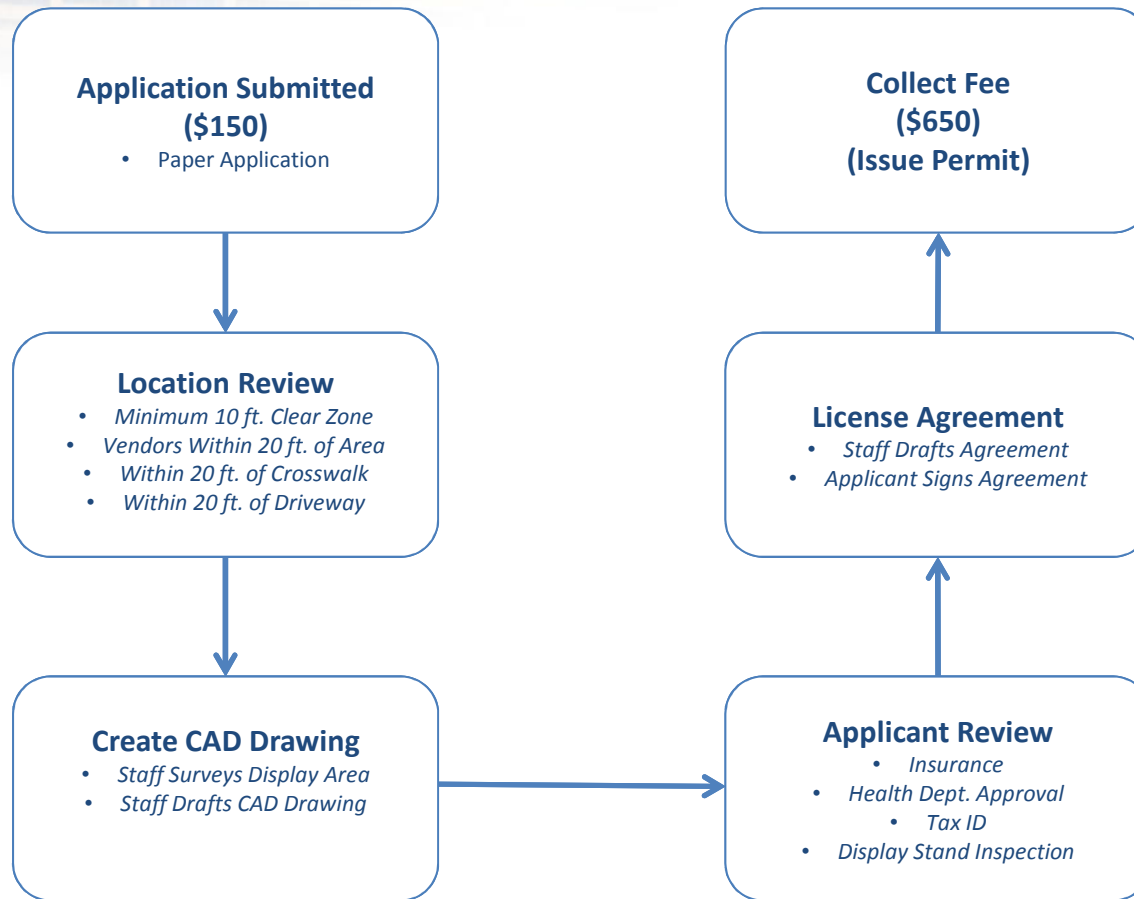 Application Submitted
($150)
• Paper Application
Location Review
• Minimum 10 ft. Clear Zone
• Vendors Within 20 ft. of Area
• Within 20 ft. of Crosswalk
• Within 20 ft. of Driveway
Create CAD Drawing
• Staff Surveys Display Area
• Staff Drafts CAD Drawing
Applicant Review
• Insurance
• Health Dept. Approval
• Tax ID
• Display Stand Inspection
License Agreement
• Staff Drafts Agreement
• Applicant Signs Agreement
Collect Fee
($650)
(Issue Permit)